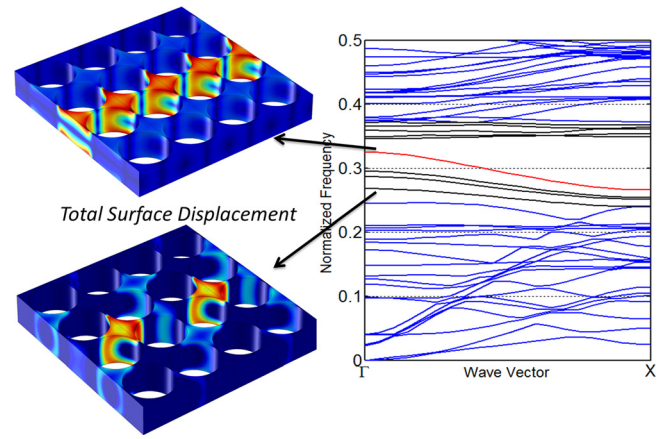 Total Surface Displacement
Normalized Frequency
0.5
0.4
0.3
0.2
0.1
0
Γ
Wave Vector
X